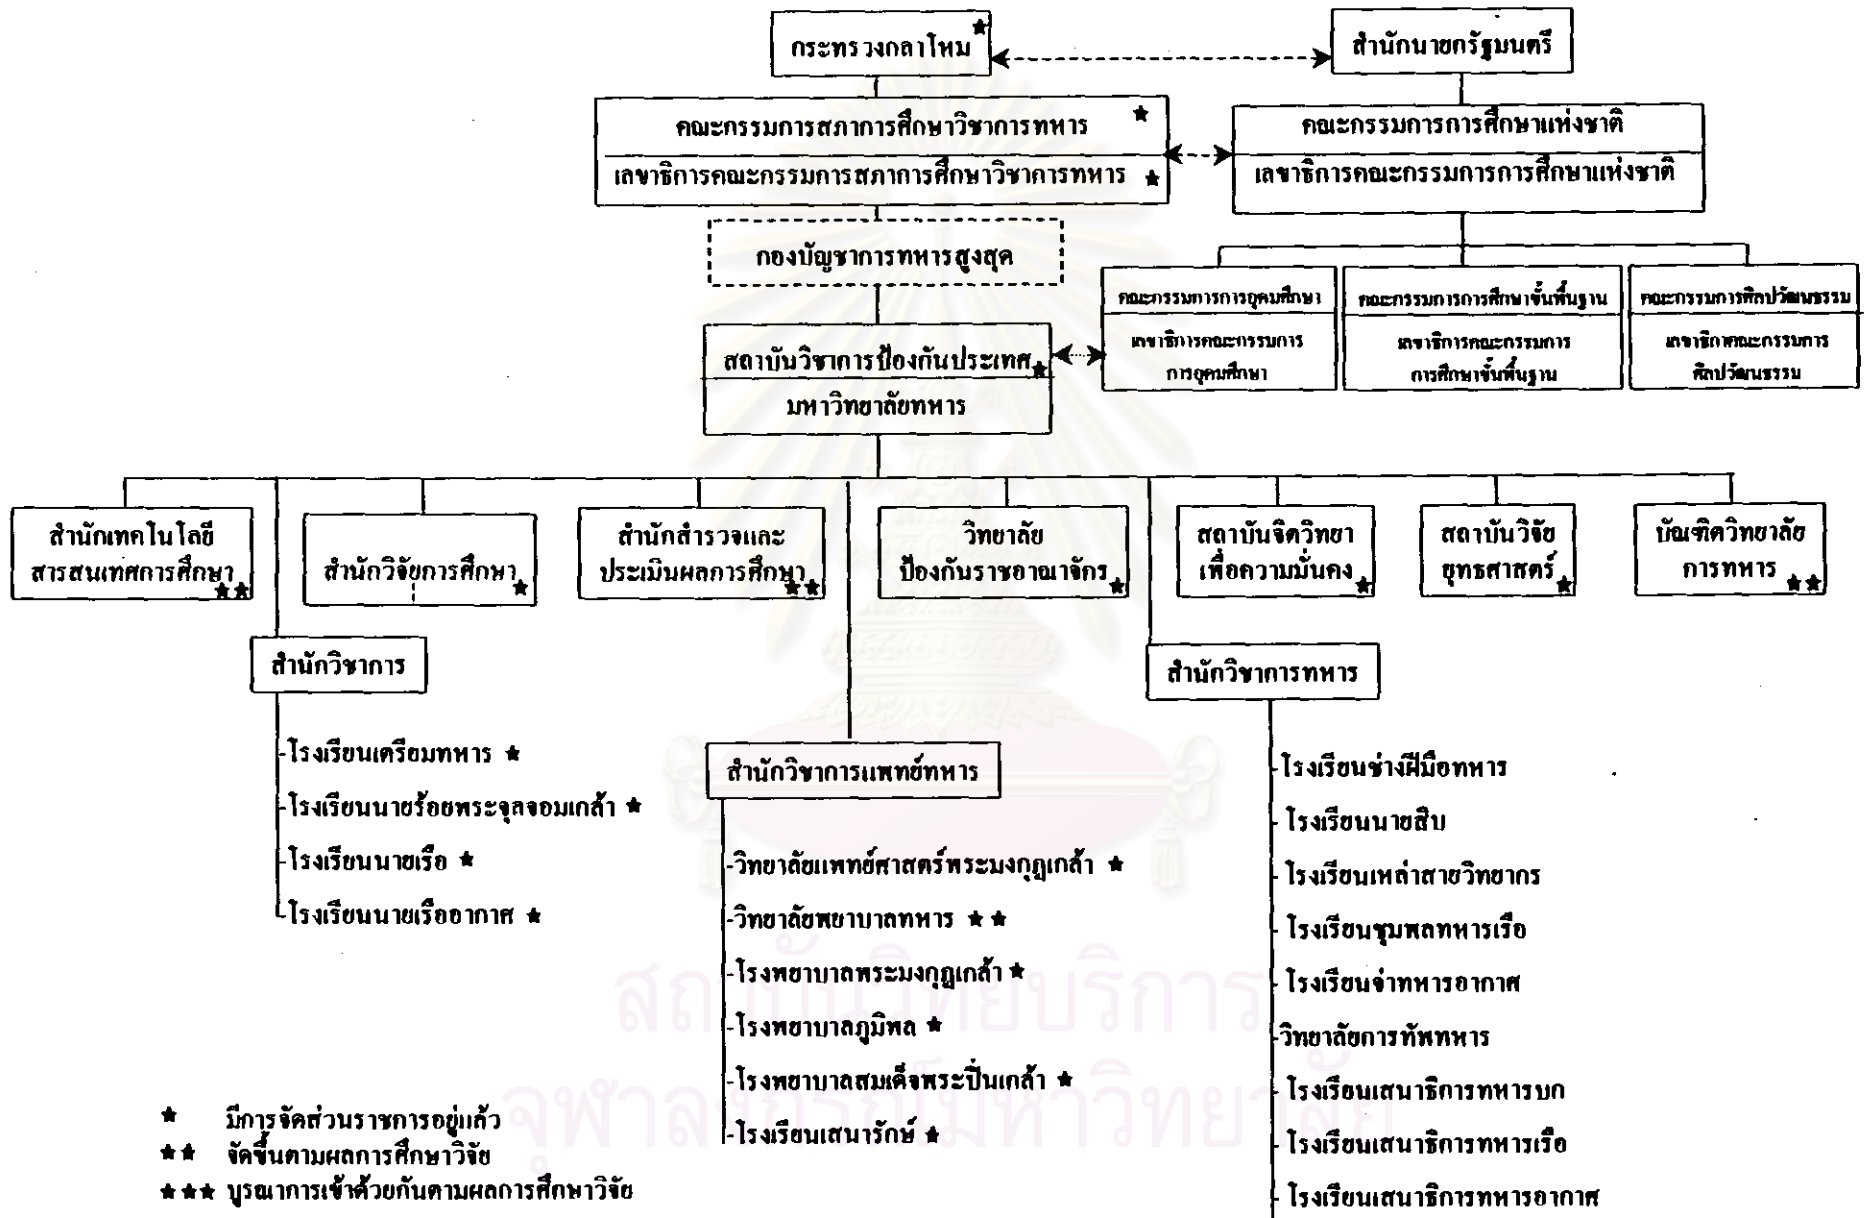 กระทรวงกลาโหม ★
สำนักนายกรัฐมนตรี
คณะกรรมการสภาการศึกษาวิชาการทหาร ★
เลขาธิการคณะกรรมการสภาการศึกษาวิชาการทหาร ★
คณะกรรมการการศึกษาแห่งชาติ
เลขาธิการคณะกรรมการการศึกษาแห่งชาติ
กองบัญชาการทหารสูงสุด
คณะกรรมการการอุดมศึกษา
เลขาธิการคณะกรรมการ
การอุดมศึกษา
คณะกรรมการการศึกษาขั้นพื้นฐาน
เลขาธิการคณะกรรมการ
การศึกษาขั้นพื้นฐาน
คณะกรรมการศิลปวัฒนธรรม
เลขาธิกาคณะกรรมการ
ศิลปวัฒนธรรม
สถาบันวิชาการป้องกันประเทศ ★
มหาวิทยาลัยทหาร
สำนักเทคโนโลยี
สารสนเทศการศึกษา ★★
สำนักวิจัยการศึกษา ★
สำนักสำรวจและ
ประเมินผลการศึกษา ★★
วิทยาลัย
ป้องกันราชอาณาจักร ★
สถาบันจิตวิทยา
เพื่อความมั่นคง ★
สถาบันวิจัย
ยุทธศาสตร์ ★
บัณฑิตวิทยาลัย
การทหาร ★★
สำนักวิชาการ
-โรงเรียนเตรียมทหาร ★
-โรงเรียนนายร้อยพระจุลจอมเกล้า ★
-โรงเรียนนายเรือ ★
-โรงเรียนนายเรืออากาศ ★
สำนักวิชาการแพทย์ทหาร
-วิทยาลัยแพทย์ศาสตร์พระมงกุฎเกล้า ★
-วิทยาลัยพยาบาลทหาร ★★
-โรงพยาบาลพระมงกุฎเกล้า ★
-โรงพยาบาลภูมิพล ★
-โรงพยาบาลสมเด็จพระปิ่นเกล้า ★
-โรงเรียนเสนารักษ์ ★
สำนักวิชาการทหาร
-โรงเรียนช่างฝีมือทหาร
-โรงเรียนนายสิบ
-โรงเรียนเหล่าสายวิทยากร
-โรงเรียนชุมพลทหารเรือ
-โรงเรียนจ่าทหารอากาศ
-วิทยาลัยการทัพทหาร
-โรงเรียนเสนาธิการทหารบก
-โรงเรียนเสนาธิการทหารเรือ
-โรงเรียนเสนาธิการทหารอากาศ
★ มีการจัดส่วนราชการอยู่แล้ว
★★ จัดขึ้นตามผลการศึกษาวิจัย
★★★ บูรณาการเข้าด้วยกันตามผลการศึกษาวิจัย
สถาบันวิทยบริการ
จุฬาลงกรณ์มหาวิทยาลัย